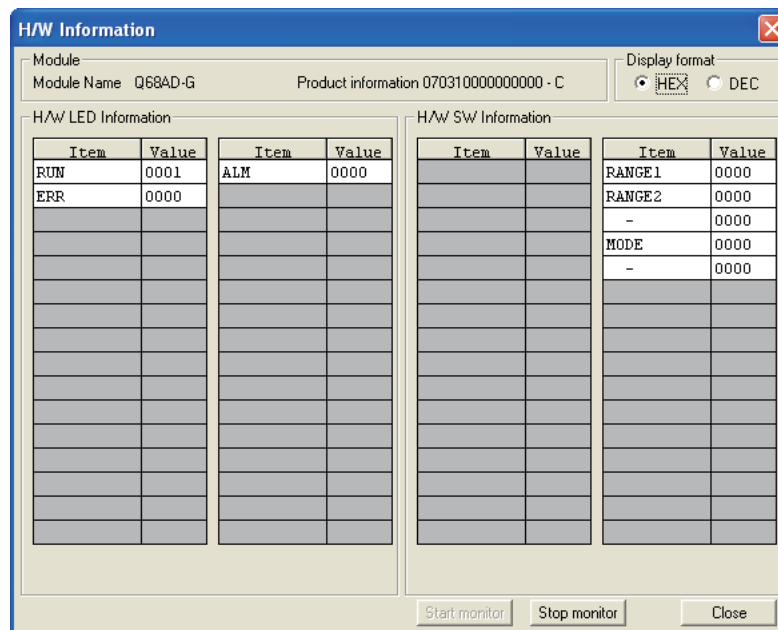 H/W Information
Module
Module Name Q68AD-G Product information 070310000000000 - C
Display format
HEX DEC
H/W LED Information
Item Value Item Value
RUN 0001 ALM 0000
ERR 0000
H/W SW Information
Item Value Item Value
RANGE1 0000
RANGE2 0000
- 0000
MODE 0000
- 0000
Start monitor Stop monitor Close